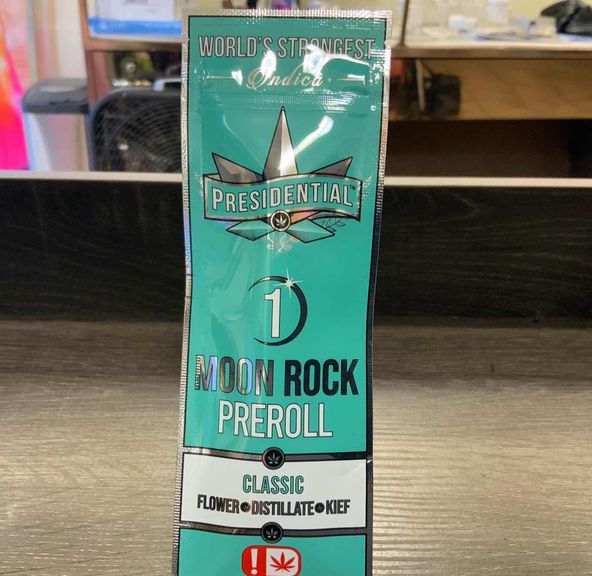 WORLD'S STRONGEST
Indica
PRESIDENTIAL
1
MOON ROCK
PREROLL
CLASSIC
FLOWER DISTILLATE KIEF
!